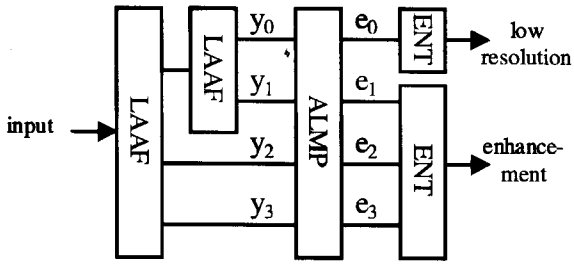 input
LAAF
LAAF
y0
y1
y2
y3
ALMP
e0
e1
e2
e3
ENT
ENT
low
resolution
enhance-
ment